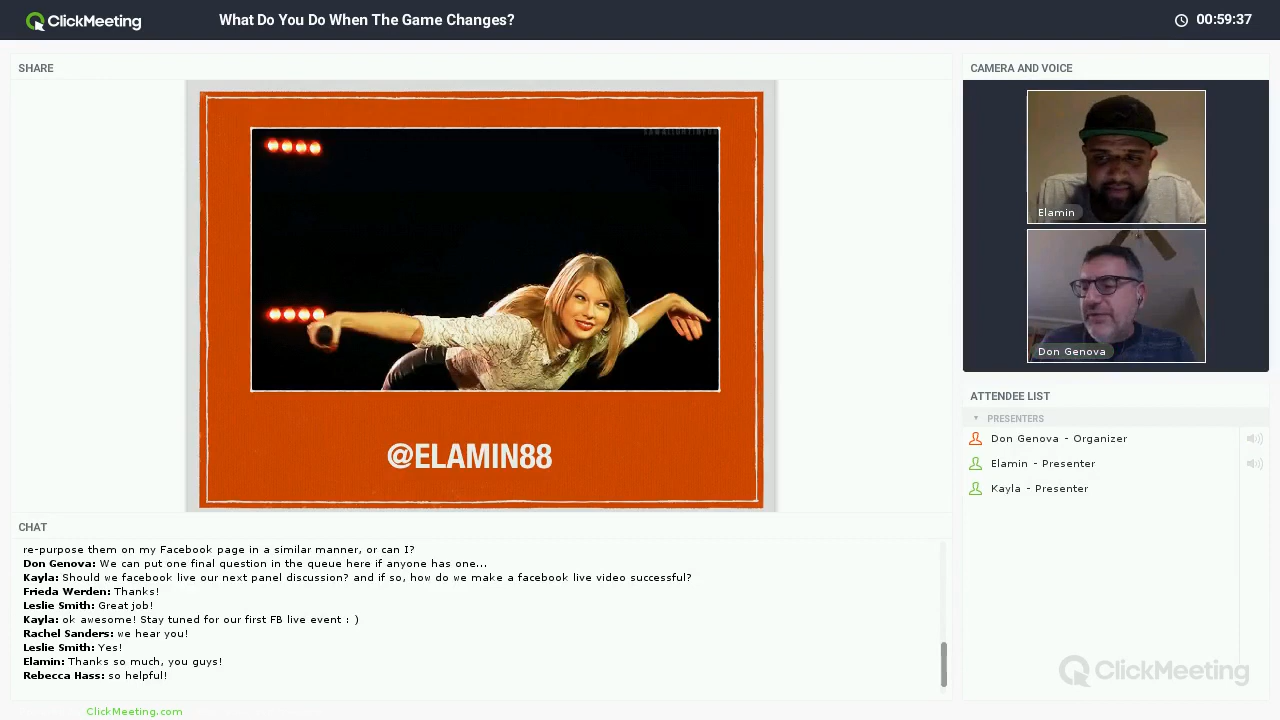 ClickMeeting
What Do You Do When The Game Changes?
00:59:37
SHARE
@ELAMIN88
CAMERA AND VOICE
Elamin
Don Genova
ATTENDEE LIST
PRESENTERS
Don Genova - Organizer
Elamin - Presenter
Kayla - Presenter
CHAT
re-purpose them on my Facebook page in a similar manner, or can I?
Don Genova: We can put one final question in the queue here if anyone has one...
Kayla: Should we facebook live our next panel discussion? and if so, how do we make a facebook live video successful?
Frieda Werden: Thanks!
Leslie Smith: Great job!
Kayla: ok awesome! Stay tuned for our first FB live event : )
Rachel Sanders: we hear you!
Leslie Smith: Yes!
Elamin: Thanks so much, you guys!
Rebecca Hass: so helpful!
ClickMeeting
ClickMeeting.com